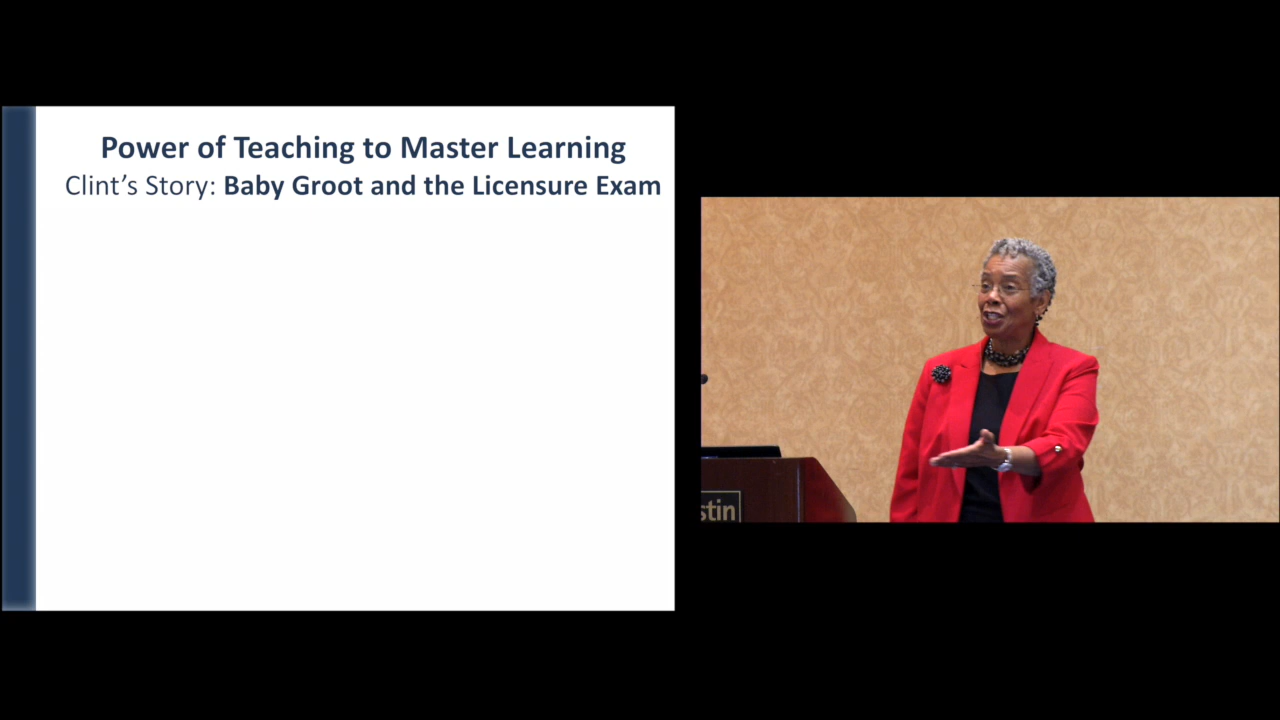 Power of Teaching to Master Learning
Clint's Story: Baby Groot and the Licensure Exam
stin